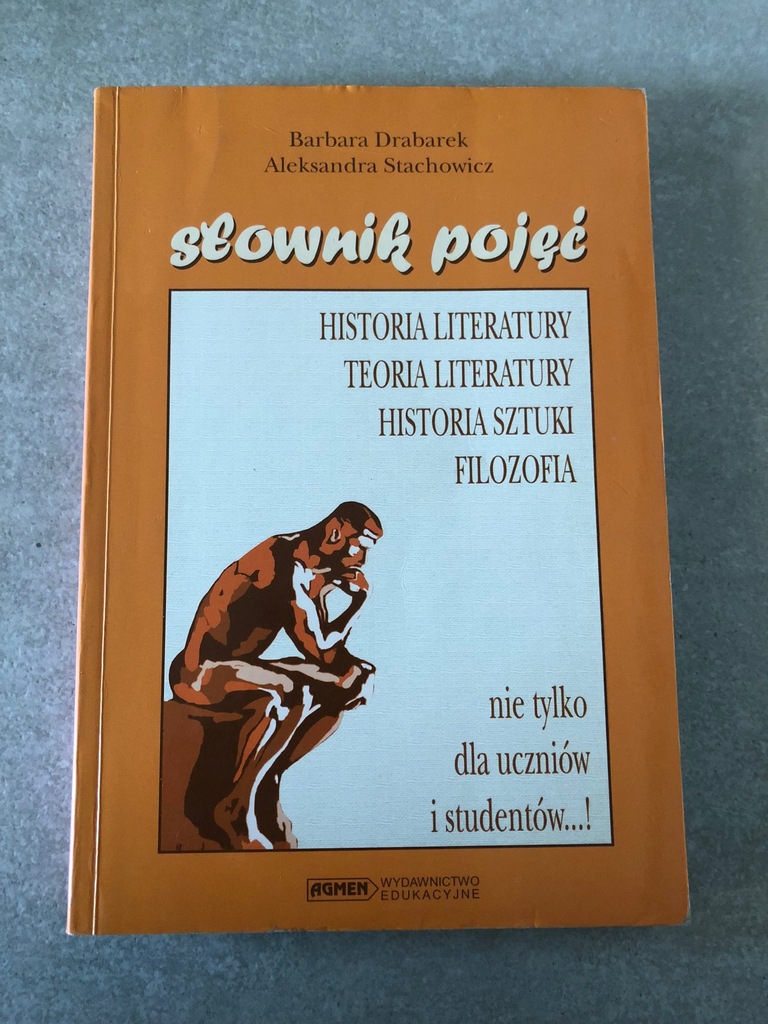 Barbara Drabarek
Aleksandra Stachowicz
słownik pojęć
HISTORIA LITERATURY
TEORIA LITERATURY
HISTORIA SZTUKI
FILOZOFIA
nie tylko
dla uczniów
i studentów...!
AGMEN WYDAWNICTWO
EDUKACYJNE